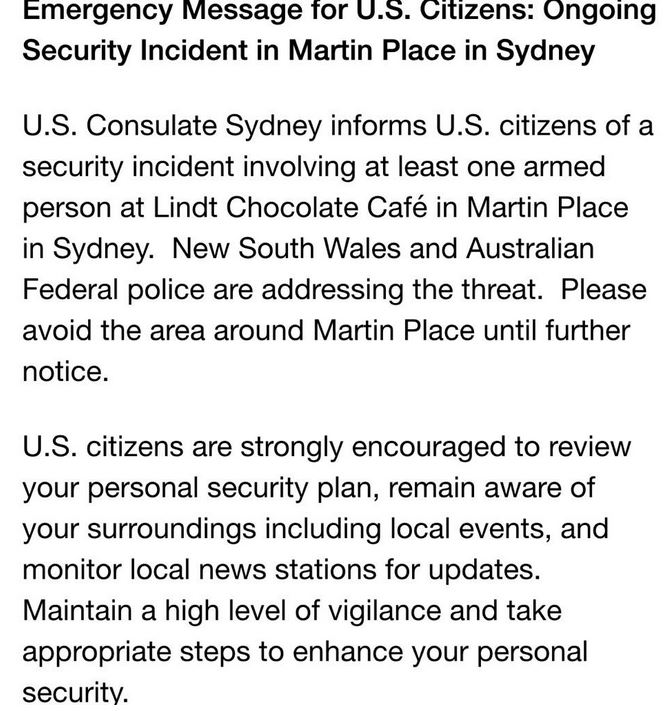 Emergency Message for U.S. Citizens: Ongoing
Security Incident in Martin Place in Sydney
U.S. Consulate Sydney informs U.S. citizens of a
security incident involving at least one armed
person at Lindt Chocolate Café in Martin Place
in Sydney.  New South Wales and Australian
Federal police are addressing the threat.  Please
avoid the area around Martin Place until further
notice.
U.S. citizens are strongly encouraged to review
your personal security plan, remain aware of
your surroundings including local events, and
monitor local news stations for updates.
Maintain a high level of vigilance and take
appropriate steps to enhance your personal
security.